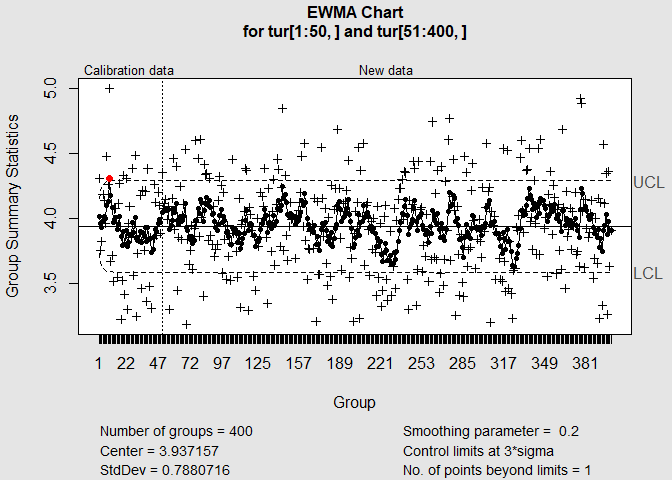 EWMA Chart
for tur[1:50, ] and tur[51:400, ]
Calibration data New data
Group Summary Statistics
5.0
4.5
4.0
3.5
UCL
LCL
1 22 47 72 97 125 157 189 221 253 285 317 349 381
Group
Number of groups = 400
Center = 3.937157
StdDev = 0.7880716
Smoothing parameter = 0.2
Control limits at 3*sigma
No. of points beyond limits = 1